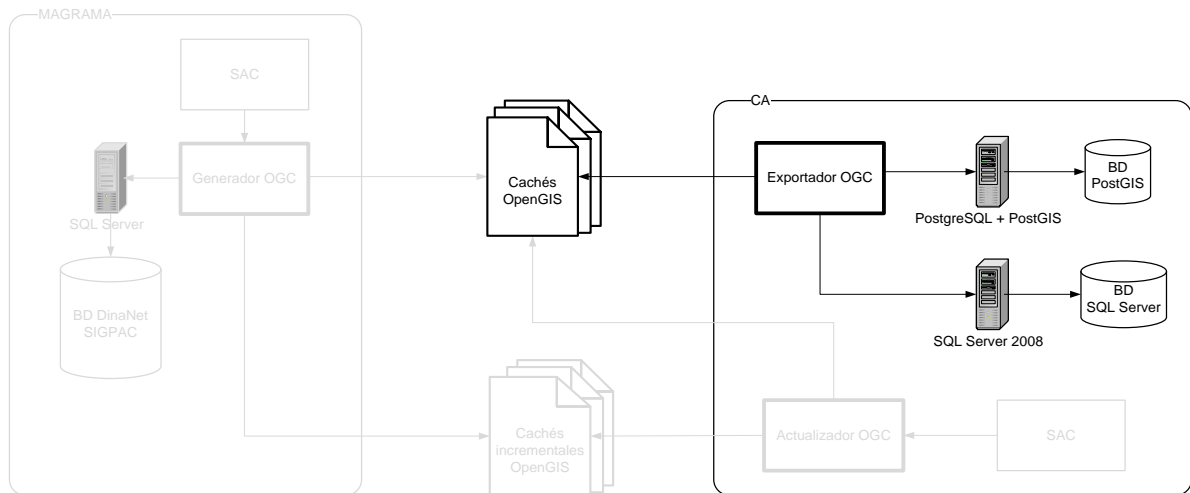 MAGRAMA
SAC
Generador OGC
SQL Server
BD DinaNet
SIGPAC
Cachés
OpenGIS
Cachés
incrementales
OpenGIS
CA
Exportador OGC
PostgreSQL + PostGIS
BD
PostGIS
SQL Server 2008
BD
SQL Server
Actualizador OGC
SAC